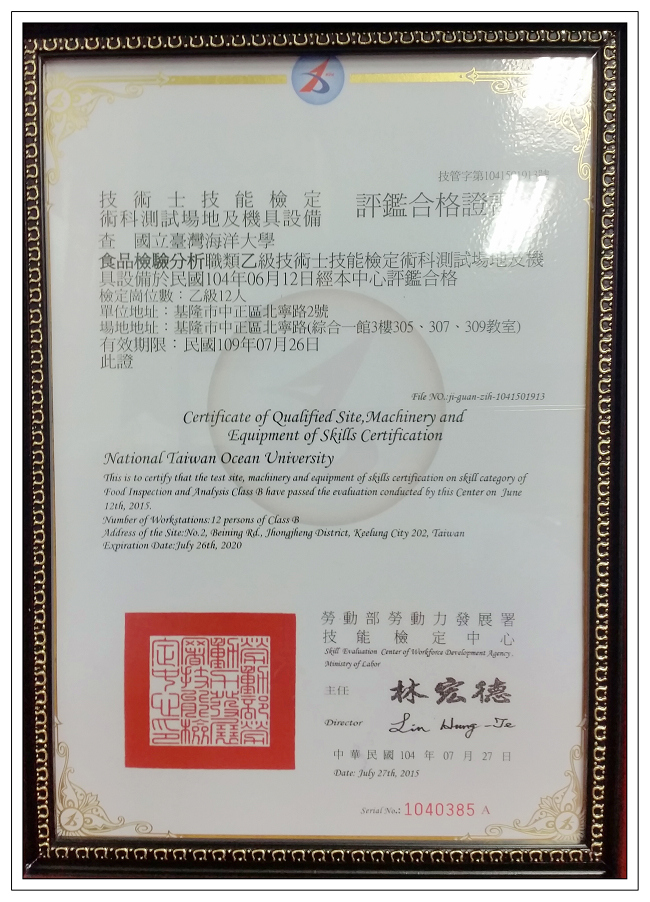 技管字第1041501913號
技術士技能檢定
術科測試場地及機具設備 評鑑合格證書
查 國立臺灣海洋大學
食品檢驗分析職類乙級技術士技能檢定術科測試場地及機
具設備於民國104年06月12日經本中心評鑑合格
檢定崗位數：乙級12人
單位地址：基隆市中正區北寧路2號
場地地址：基隆市中正區北寧路(綜合一館3樓305、307、309教室)
有效期限：民國109年07月26日
此證
File NO.:ji-guan-zih-1041501913
Certificate of Qualified Site,Machinery and
Equipment of Skills Certification
National Taiwan Ocean University
This is to certify that the test site, machinery and equipment of skills certification on skill category of
Food Inspection and Analysis Class B have passed the evaluation conducted by this Center on June
12th, 2015.
Number of Workstations:12 persons of Class B
Address of the Site:No.2, Beining Rd., Jhongjheng District, Keelung City 202, Taiwan
Expiration Date:July 26th, 2020
勞動部勞動力發展署
技能檢定中心
Skill Evaluation Center of Workforce Development Agency,
Ministry of Labor
主任 林宏德
Director Lin Hung-Te
中華民國104年07月27日
Date: July 27th, 2015
Serial No.: 1040385 A